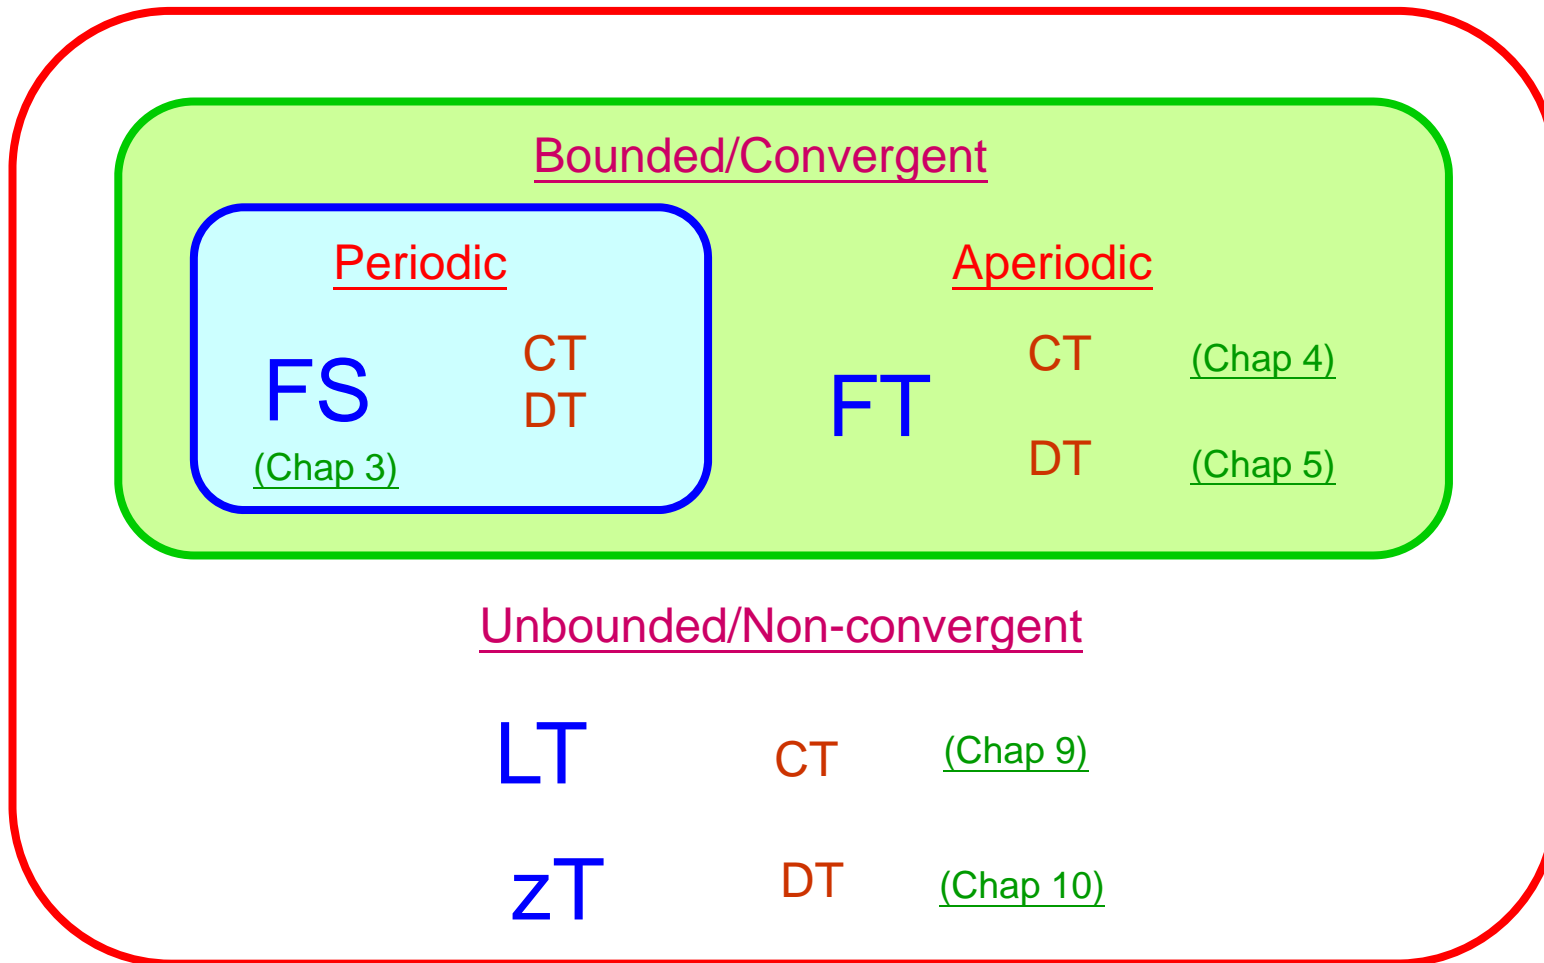 Bounded/Convergent
Periodic
FS
CT
DT
(Chap 3)
Aperiodic
FT
CT
(Chap 4)
DT
(Chap 5)
Unbounded/Non-convergent
LT
CT
(Chap 9)
zT
DT
(Chap 10)